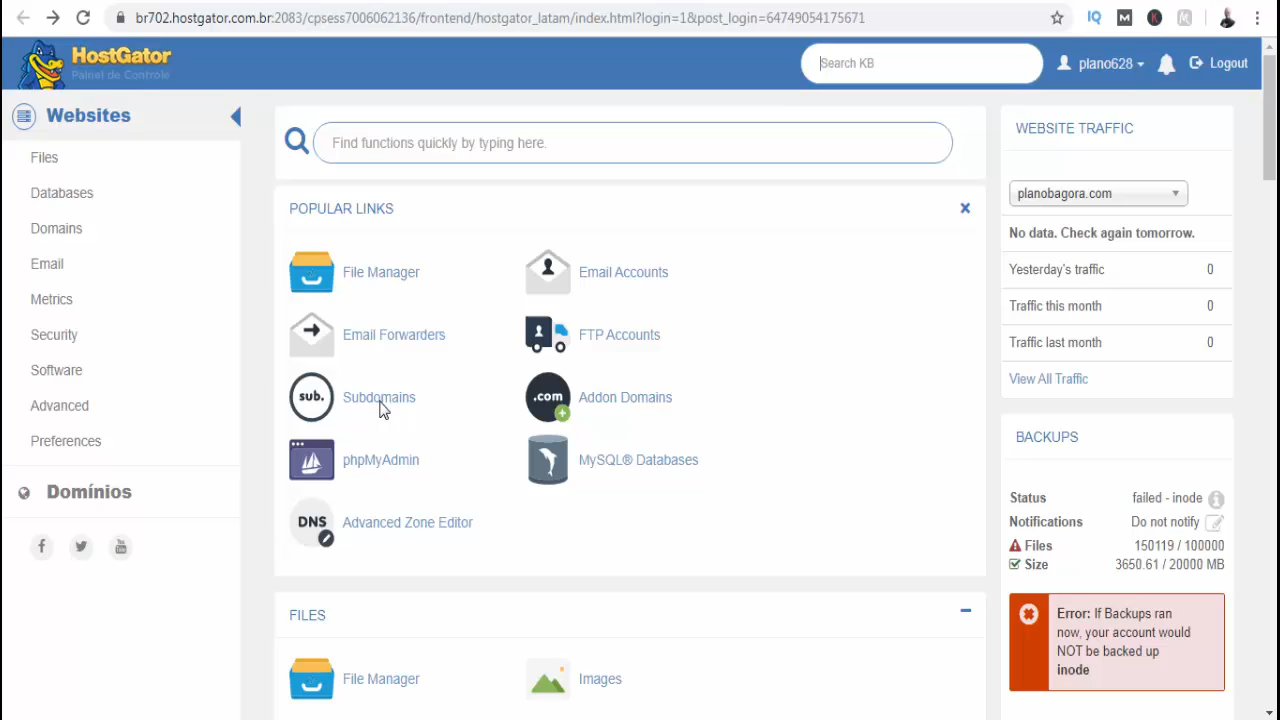 br702.hostgator.com.br:2083/cpsess7006062136/frontend/hostgator_latam/index.html?login=1&post_login=64749054175671
IQ
M
K
HostGator
Painel de Controle
Search KB
plano628
Logout
Websites
Files
Databases
Domains
Email
Metrics
Security
Software
Advanced
Preferences
Domínios
Find functions quickly by typing here.
POPULAR LINKS
File Manager
Email Accounts
Email Forwarders
FTP Accounts
sub.
Subdomains
.com
Addon Domains
phpMyAdmin
MySQL® Databases
DNS
Advanced Zone Editor
FILES
File Manager
Images
WEBSITE TRAFFIC
planobagora.com
No data. Check again tomorrow.
Yesterday's traffic 0
Traffic this month 0
Traffic last month 0
View All Traffic
BACKUPS
Status failed - inode
Notifications Do not notify
Files 150119 / 100000
Size 3650.61 / 20000 MB
Error: If Backups ran
now, your account would
NOT be backed up
inode